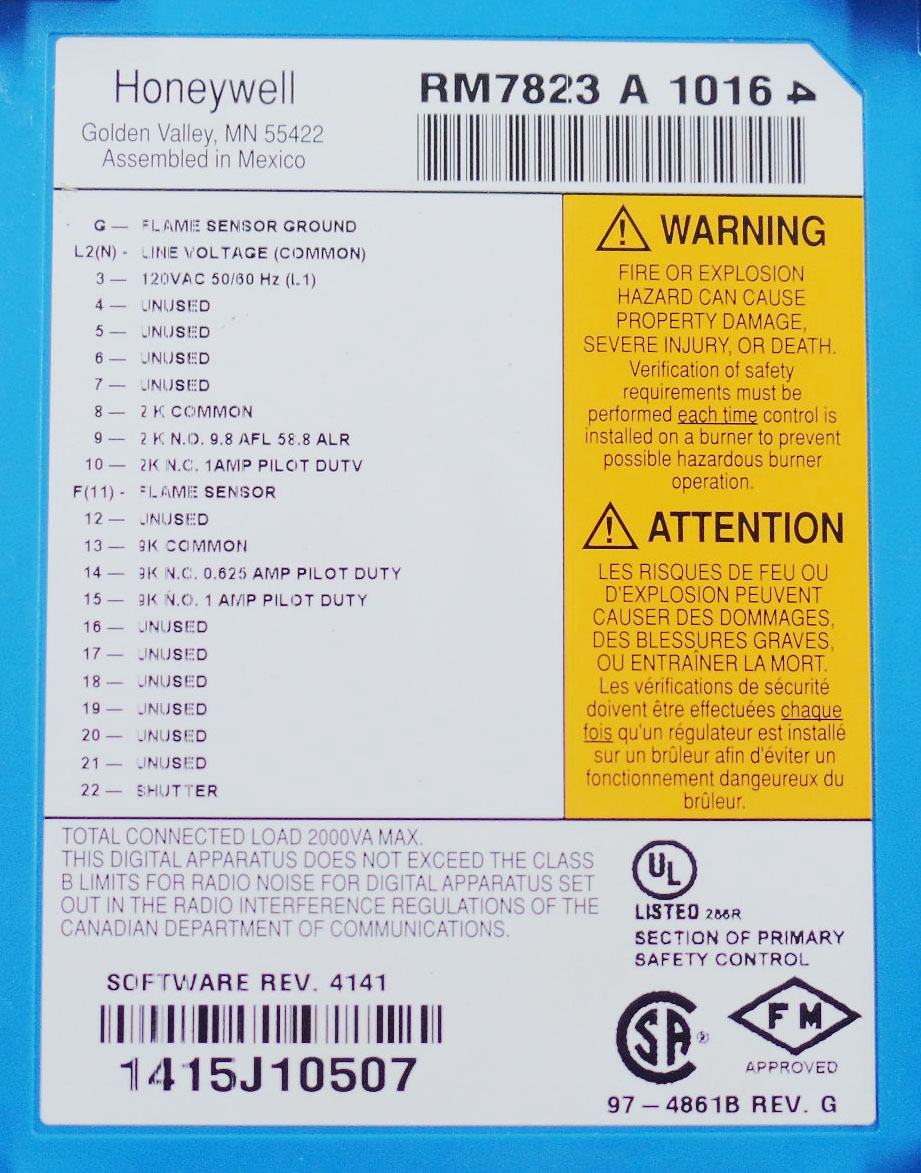 Honeywell
Golden Valley, MN 55422
Assembled in Mexico
RM7823 A 1016 4
G — FLAME SENSOR GROUND
L2(N) - LINE VOLTAGE (COMMON)
3 — 120VAC 50/60 Hz (L1)
4 — UNUSED
5 — UNUSED
6 — UNUSED
7 — UNUSED
8 — 2K COMMON
9 — 2K N.O. 9.8 AFL 58.8 ALR
10 — 2K N.C. 1AMP PILOT DUTY
F(11) - FLAME SENSOR
12 — UNUSED
13 — 9K COMMON
14 — 9K N.C. 0.625 AMP PILOT DUTY
15 — 9K N.O. 1 AMP PILOT DUTY
16 — UNUSED
17 — UNUSED
18 — UNUSED
19 — UNUSED
20 — UNUSED
21 — UNUSED
22 — SHUTTER
WARNING
FIRE OR EXPLOSION
HAZARD CAN CAUSE
PROPERTY DAMAGE,
SEVERE INJURY, OR DEATH.
Verification of safety
requirements must be
performed each time control is
installed on a burner to prevent
possible hazardous burner
operation.
ATTENTION
LES RISQUES DE FEU OU
D'EXPLOSION PEUVENT
CAUSER DES DOMMAGES,
DES BLESSURES GRAVES,
OU ENTRAÎNER LA MORT.
Les vérifications de sécurité
doivent être effectuées chaque
fois qu'un régulateur est installé
sur un brûleur afin d'éviter un
fonctionnement dangeureux du
brûleur.
TOTAL CONNECTED LOAD 2000VA MAX.
THIS DIGITAL APPARATUS DOES NOT EXCEED THE CLASS
B LIMITS FOR RADIO NOISE FOR DIGITAL APPARATUS SET
OUT IN THE RADIO INTERFERENCE REGULATIONS OF THE
CANADIAN DEPARTMENT OF COMMUNICATIONS.
SOFTWARE REV. 4141
1415J10507
UL
LISTED 286R
SECTION OF PRIMARY
SAFETY CONTROL
SA ®
FM
APPROVED
97-4861B REV. G